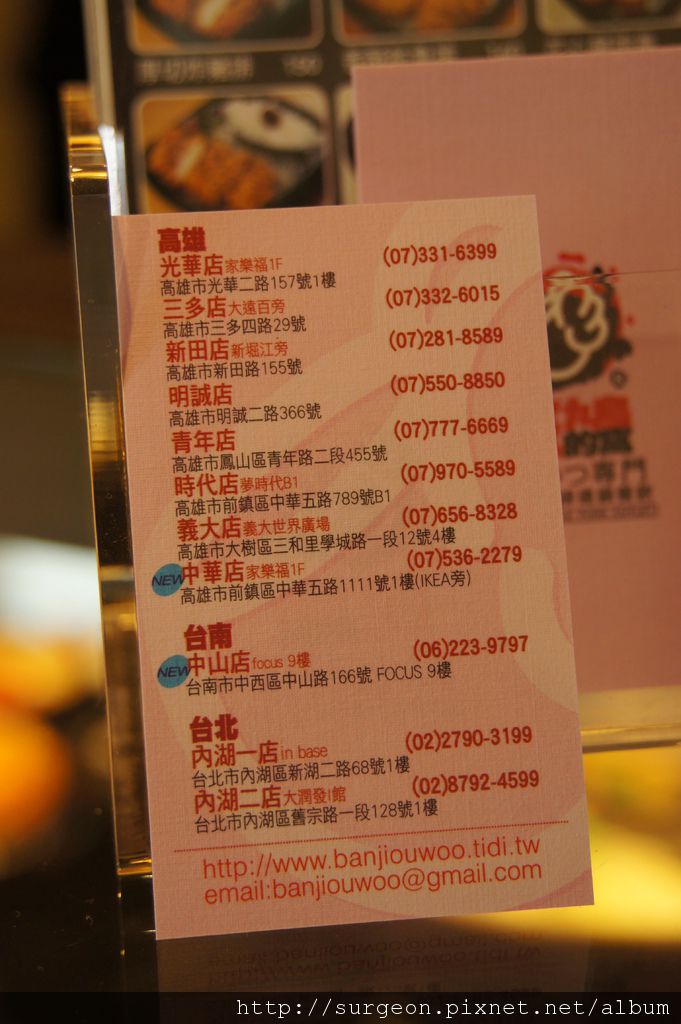 高雄
光華店 家樂福1F (07)331-6399
高雄市光華二路157號1樓
三多店 大遠百旁 (07)332-6015
高雄市三多四路29號
新田店 新堀江旁 (07)281-8589
高雄市新田路155號
明誠店 (07)550-8850
高雄市明誠二路366號
青年店 (07)777-6669
高雄市鳳山區青年路二段455號
時代店 夢時代B1 (07)970-5589
高雄市前鎮區中華五路789號B1
義大店 義大世界廣場 (07)656-8328
高雄市大樹區三和里學城路一段12號4樓
NEW 中華店 家樂福1F (07)536-2279
高雄市前鎮區中華五路1111號1樓(IKEA旁)
台南
NEW 中山店 focus 9樓 (06)223-9797
台南市中西區中山路166號 FOCUS 9樓
台北
內湖一店 in base (02)2790-3199
台北市內湖區新湖二路68號1樓
內湖二店 大潤發I館 (02)8792-4599
台北市內湖區舊宗路一段128號1樓
http://www.banjiouwoo.tidi.tw
email:banjiouwoo@gmail.com
的窩
專門
http://surgeon.pixnet.net/album